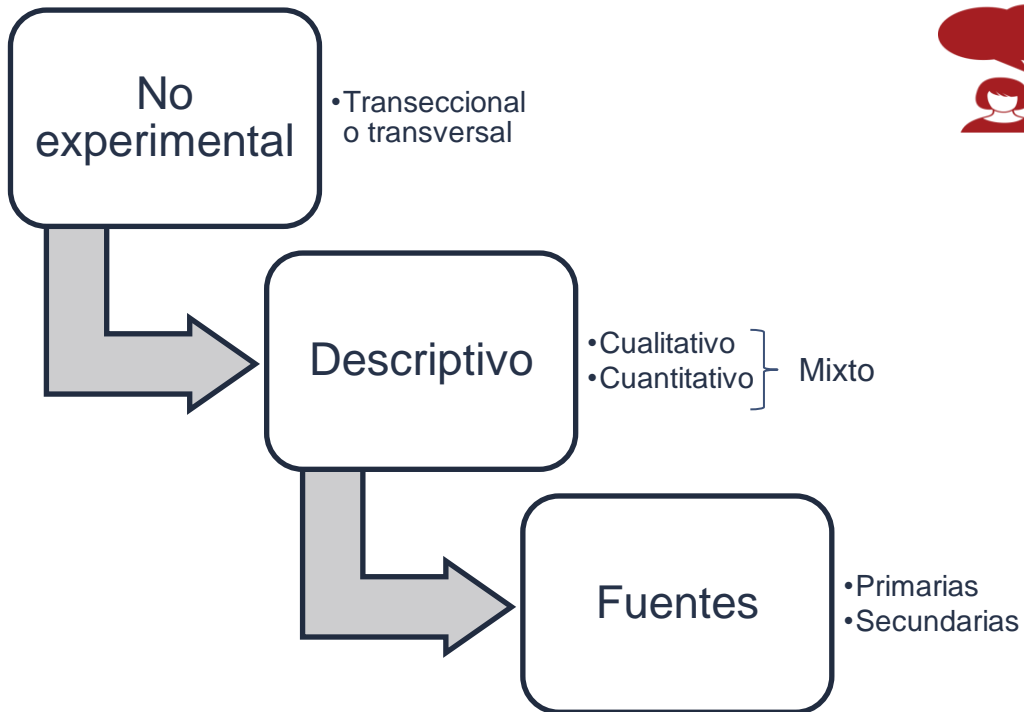 No
experimental
•Transeccional
o transversal
Descriptivo
•Cualitativo
•Cuantitativo
Mixto
Fuentes
•Primarias
•Secundarias